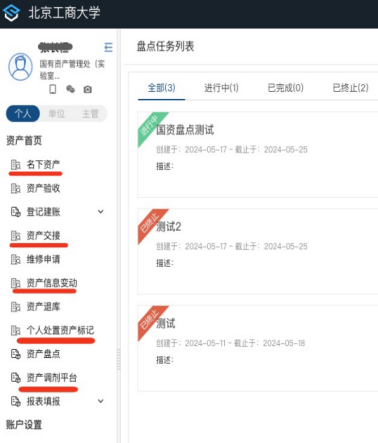 北京工商大学
国有资产管理处（实
验室...
个人 单位 主管
资产首页
名下资产
资产验收
登记建账
资产交接
维修申请
资产信息变动
资产退库
个人处置资产标记
资产盘点
资产调剂平台
报表填报
账户设置
盘点任务列表
全部(3) 进行中(1) 已完成(0) 已终止(2)
进行中
国资盘点测试
创建于：2024-05-17 - 截止于：2024-05-25
描述：
已终止
测试2
创建于：2024-05-17 - 截止于：2024-05-25
描述：
已终止
测试
创建于：2024-05-11 - 截止于：2024-05-18
描述：